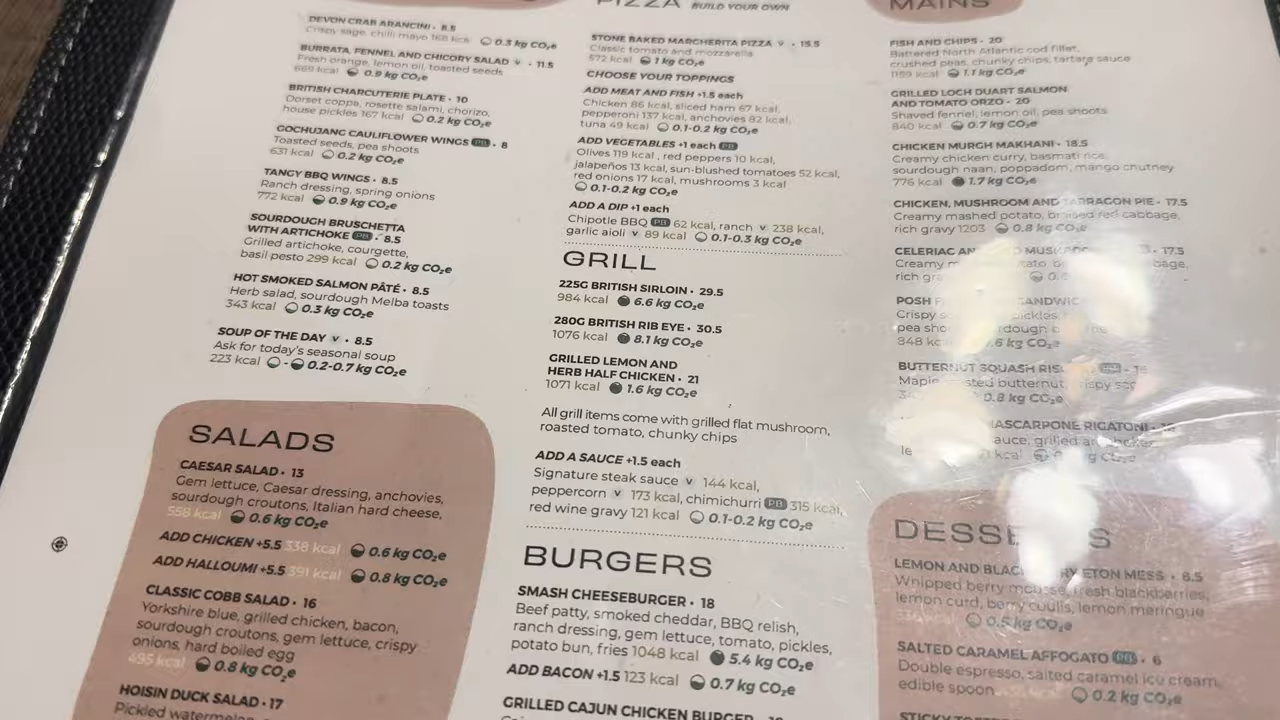 DEVON CRAB ARANCINI • 8.5
Crispy sage, chilli mayo 168 kcal 0.3 kg CO₂e
BURRATA, FENNEL AND CHICORY SALAD V • 11.5
Fresh orange, lemon oil, toasted seeds
669 kcal 0.9 kg CO₂e
BRITISH CHARCUTERIE PLATE • 10
Dorset coppa, rosette salami, chorizo,
house pickles 167 kcal 0.2 kg CO₂e
GOCHUJANG CAULIFLOWER WINGS PB • 8
Toasted seeds, pea shoots
631 kcal 0.2 kg CO₂e
TANGY BBQ WINGS • 8.5
Ranch dressing, spring onions
772 kcal 0.9 kg CO₂e
SOURDOUGH BRUSCHETTA
WITH ARTICHOKE PB • 8.5
Grilled artichoke, courgette,
basil pesto 299 kcal 0.2 kg CO₂e
HOT SMOKED SALMON PÂTÉ • 8.5
Herb salad, sourdough Melba toasts
343 kcal 0.3 kg CO₂e
SOUP OF THE DAY V • 8.5
Ask for today's seasonal soup
223 kcal - 0.2-0.7 kg CO₂e
SALADS
CAESAR SALAD • 13
Gem lettuce, Caesar dressing, anchovies,
sourdough croutons, Italian hard cheese,
558 kcal 0.6 kg CO₂e
ADD CHICKEN +5.5 338 kcal 0.6 kg CO₂e
ADD HALLOUMI +5.5 391 kcal 0.8 kg CO₂e
CLASSIC COBB SALAD • 16
Yorkshire blue, grilled chicken, bacon,
sourdough croutons, gem lettuce, crispy
onions, hard boiled egg
495 kcal 0.8 kg CO₂e
HOISIN DUCK SALAD • 17
Pickled watermelon,
PIZZA BUILD YOUR OWN
STONE BAKED MARGHERITA PIZZA V • 15.5
Classic tomato and mozzarella
572 kcal 1 kg CO₂e
CHOOSE YOUR TOPPINGS
ADD MEAT AND FISH +1.5 each
Chicken 86 kcal, sliced ham 67 kcal,
pepperoni 137 kcal, anchovies 82 kcal,
tuna 49 kcal 0.1-0.2 kg CO₂e
ADD VEGETABLES +1 each PB
Olives 119 kcal , red peppers 10 kcal,
jalapeños 13 kcal, sun-blushed tomatoes 52 kcal,
red onions 17 kcal, mushrooms 3 kcal
0.1-0.2 kg CO₂e
ADD A DIP +1 each
Chipotle BBQ PB 62 kcal, ranch V 238 kcal,
garlic aioli V 89 kcal 0.1-0.3 kg CO₂e
GRILL
225G BRITISH SIRLOIN • 29.5
984 kcal 6.6 kg CO₂e
280G BRITISH RIB EYE • 30.5
1076 kcal 8.1 kg CO₂e
GRILLED LEMON AND
HERB HALF CHICKEN • 21
1071 kcal 1.6 kg CO₂e
All grill items come with grilled flat mushroom,
roasted tomato, chunky chips
ADD A SAUCE +1.5 each
Signature steak sauce V 144 kcal,
peppercorn V 173 kcal, chimichurri PB 315 kcal,
red wine gravy 121 kcal 0.1-0.2 kg CO₂e
BURGERS
SMASH CHEESEBURGER • 18
Beef patty, smoked cheddar, BBQ relish,
ranch dressing, gem lettuce, tomato, pickles,
potato bun, fries 1048 kcal 5.4 kg CO₂e
ADD BACON +1.5 123 kcal 0.7 kg CO₂e
GRILLED CAJUN CHICKEN BURGER
MAINS
FISH AND CHIPS • 20
Battered North Atlantic cod fillet,
crushed peas, chunky chips, tartare sauce
1159 kcal 1.1 kg CO₂e
GRILLED LOCH DUART SALMON
AND TOMATO ORZO • 20
Shaved fennel, lemon oil, pea shoots
840 kcal 0.7 kg CO₂e
CHICKEN MURGH MAKHANI • 18.5
Creamy chicken curry, basmati rice,
sourdough naan, poppadom, mango chutney
776 kcal 1.7 kg CO₂e
CHICKEN, MUSHROOM AND TARRAGON PIE • 17.5
Creamy mashed potato, braised red cabbage,
rich gravy 1203 0.8 kg CO₂e
CELERIAC • 17.5
Creamy
rich
POSH
Crispy
pea
848
BUTTERNUT SQUASH
butternut, crispy
0.8 kg CO₂e
MASCARPONE RIGATONI •
sauce, grilled
DESSERTS
LEMON AND ETON MESS • 8.5
Whipped berry mousse, fresh blackberries,
lemon curd, berry coulis, lemon meringue
0.5 kg CO₂e
SALTED CARAMEL AFFOGATO PB • 6
Double espresso, salted caramel ice cream,
edible spoon 0.2 kg CO₂e